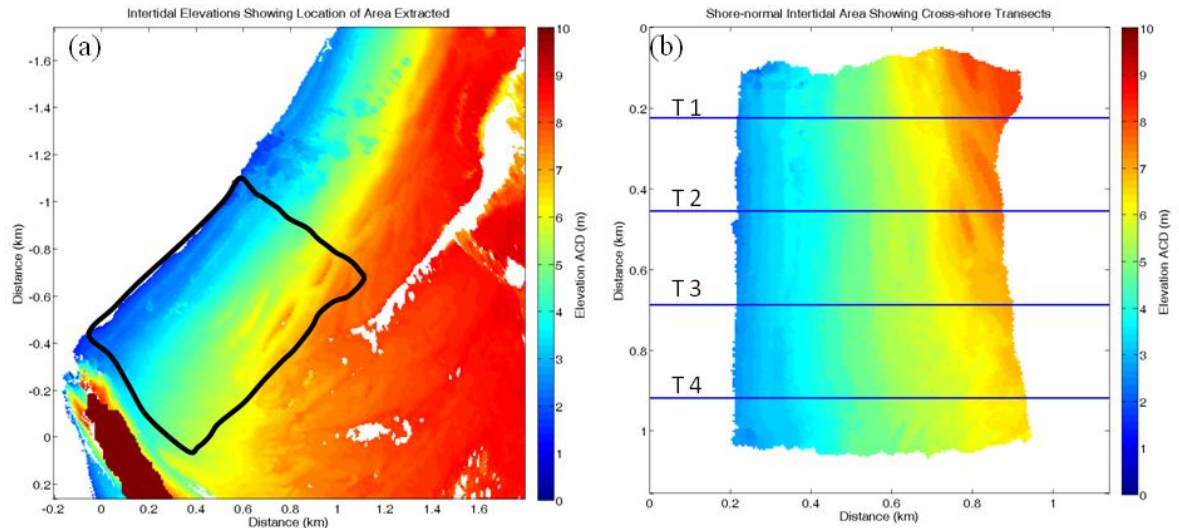 Intertidal Elevations Showing Location of Area Extracted
(a)
-1.6
-1.4
-1.2
-1
-0.8
-0.6
-0.4
-0.2
0
0.2
Distance (km)
-0.2 0 0.2 0.4 0.6 0.8 1.0 1.2 1.4 1.6
Distance (km)
10
9
8
7
6
5
4
3
2
1
0
Elevation ACD (m)
Shore-normal Intertidal Area Showing Cross-shore Transects
(b)
0
0.2
0.4
0.6
0.8
1
Distance (km)
T1
T2
T3
T4
0 0.2 0.4 0.6 0.8 1
Distance (km)
10
9
8
7
6
5
4
3
2
1
0
Elevation ACD (m)